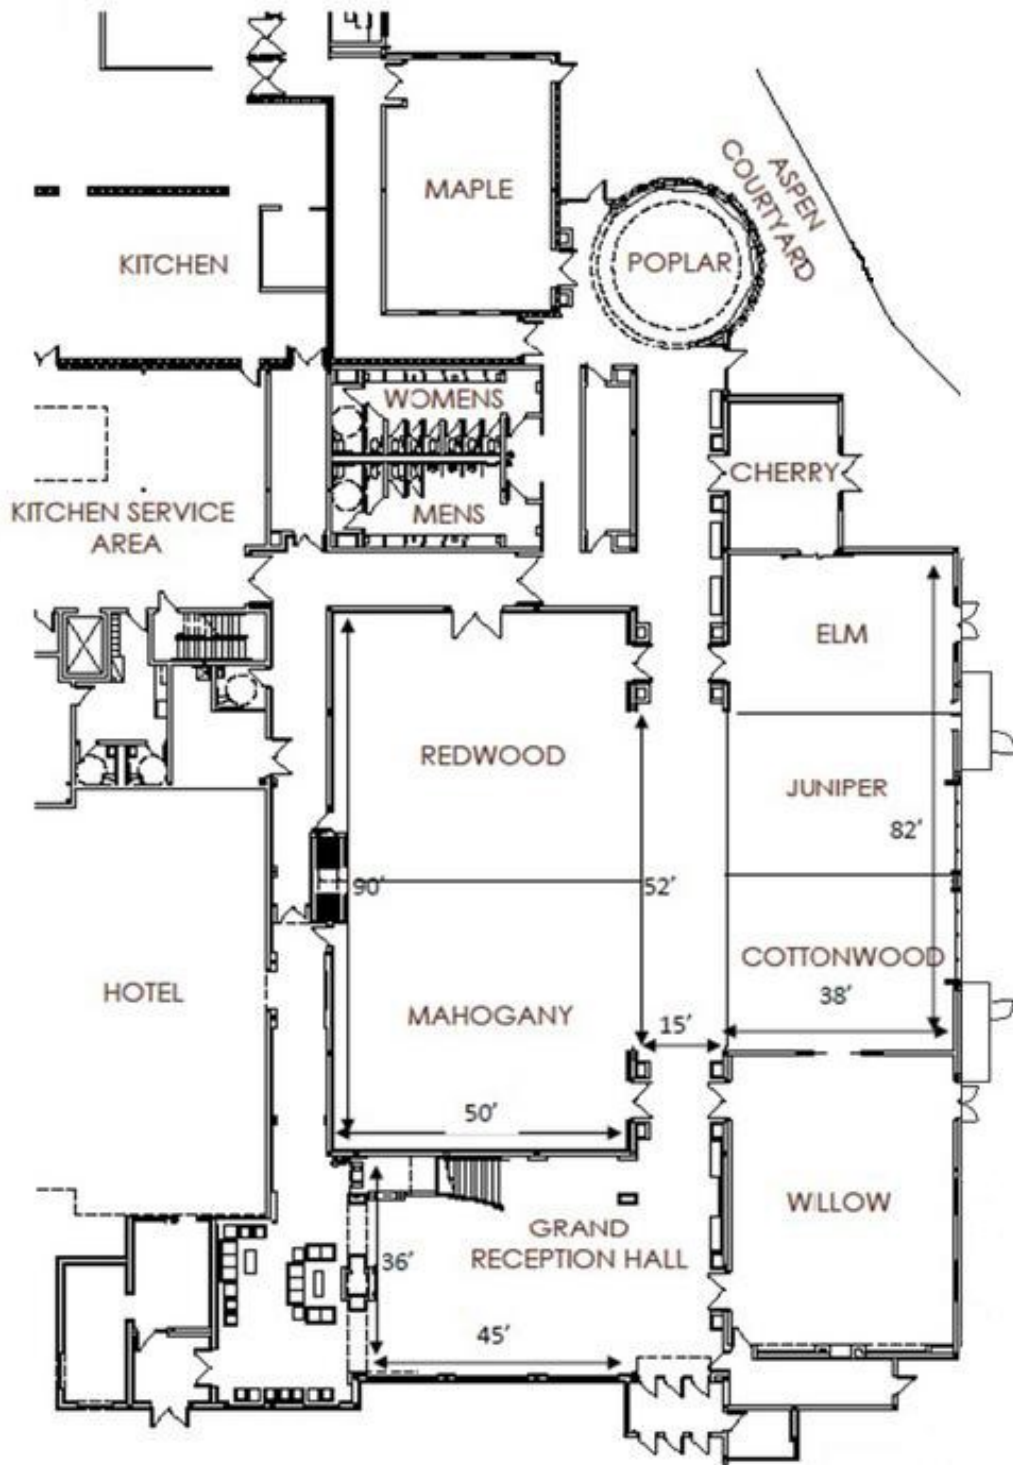 MAPLE
ASPEN
COURTYARD
KITCHEN
POPLAR
WOMENS
CHERRY
KITCHEN SERVICE
AREA
MENS
ELM
REDWOOD
JUNIPER
82'
90'
52'
COTTONWOOD
38'
HOTEL
MAHOGANY
15'
50'
WILLOW
GRAND
RECEPTION HALL
36'
45'